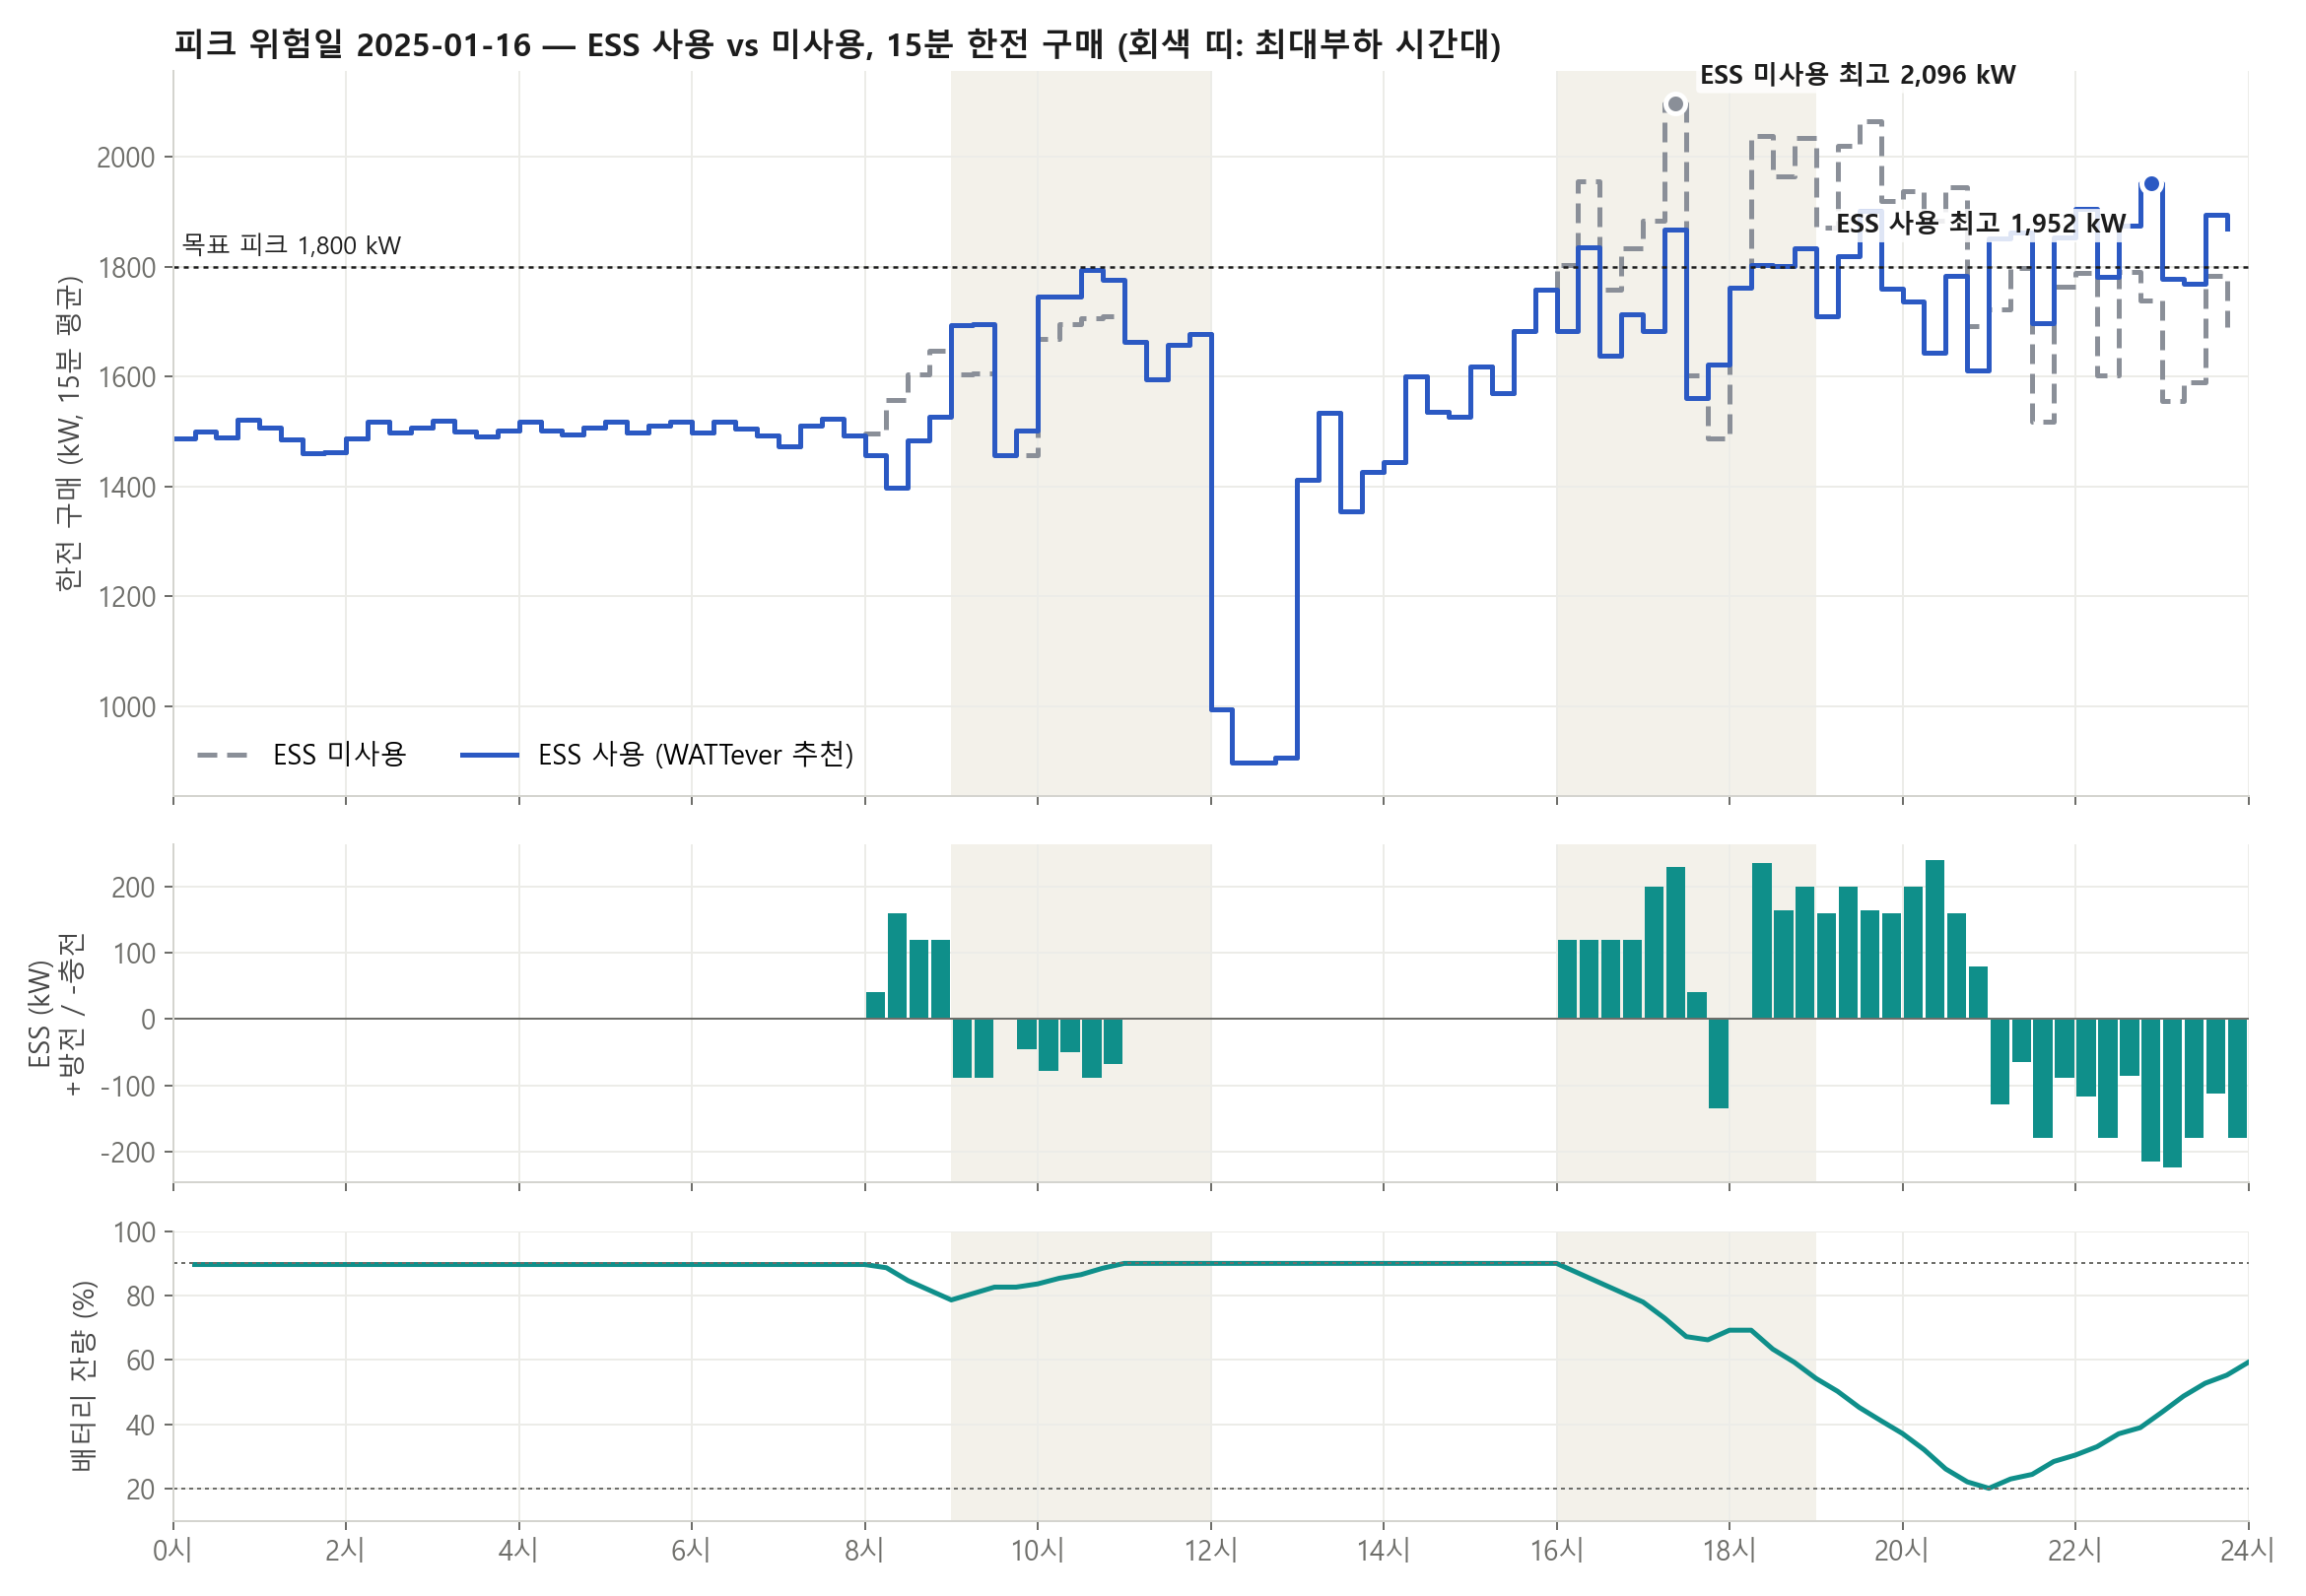 피크 위험일 2025-01-16 — ESS 사용 vs 미사용, 15분 한전 구매 (회색 띠: 최대부하 시간대)
ESS 미사용 최고 2,096 kW
ESS 사용 최고 1,952 kW
목표 피크 1,800 kW
한전 구매 (kW, 15분 평균)
2000
1800
1600
1400
1200
1000
ESS 미사용
ESS 사용 (WATTever 추천)
ESS (kW)
+방전 / -충전
200
100
0
-100
-200
배터리 잔량 (%)
100
80
60
40
20
0시
2시
4시
6시
8시
10시
12시
14시
16시
18시
20시
22시
24시